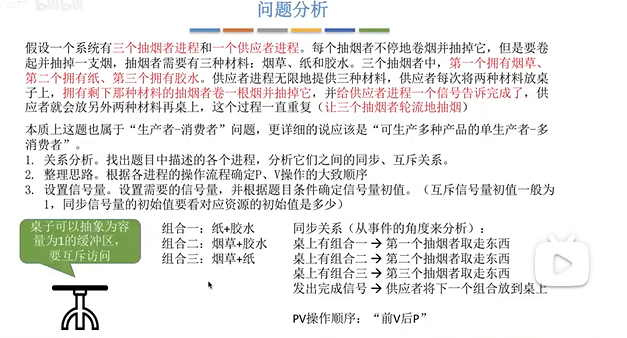 问题分析
假设一个系统有三个抽烟者进程和一个供应者进程。每个抽烟者不停地卷烟并抽掉它，但是要卷
起并抽掉一支烟，抽烟者需要有三种材料：烟草、纸和胶水。三个抽烟者中，第一个拥有烟草、
第二个拥有纸、第三个拥有胶水。供应者进程无限地提供三种材料，供应者每次将两种材料放桌
子上，拥有剩下那种材料的抽烟者卷一根烟并抽掉它，并给供应者进程一个信号告诉完成了，供
应者就会放另外两种材料再桌上，这个过程一直重复（让三个抽烟者轮流地抽烟）
本质上这题也属于“生产者-消费者”问题，更详细的说应该是“可生产多种产品的单生产者-多
消费者”。
1. 关系分析。找出题目中描述的各个进程，分析它们之间的同步、互斥关系。
2. 整理思路。根据各进程的操作流程确定P、V操作的大致顺序
3. 设置信号量。设置需要的信号量，并根据题目条件确定信号量初值。（互斥信号量初值一般为
1，同步信号量的初始值要看对应资源的初始值是多少）
桌子可以抽象为容
量为1的缓冲区，
要互斥访问
组合一：纸+胶水
组合二：烟草+胶水
组合三：烟草+纸
同步关系（从事件的角度来分析）：
桌上有组合一 → 第一个抽烟者取走东西
桌上有组合二 → 第二个抽烟者取走东西
桌上有组合三 → 第三个抽烟者取走东西
发出完成信号 → 供应者将下一个组合放到桌上
PV操作顺序：“前V后P”